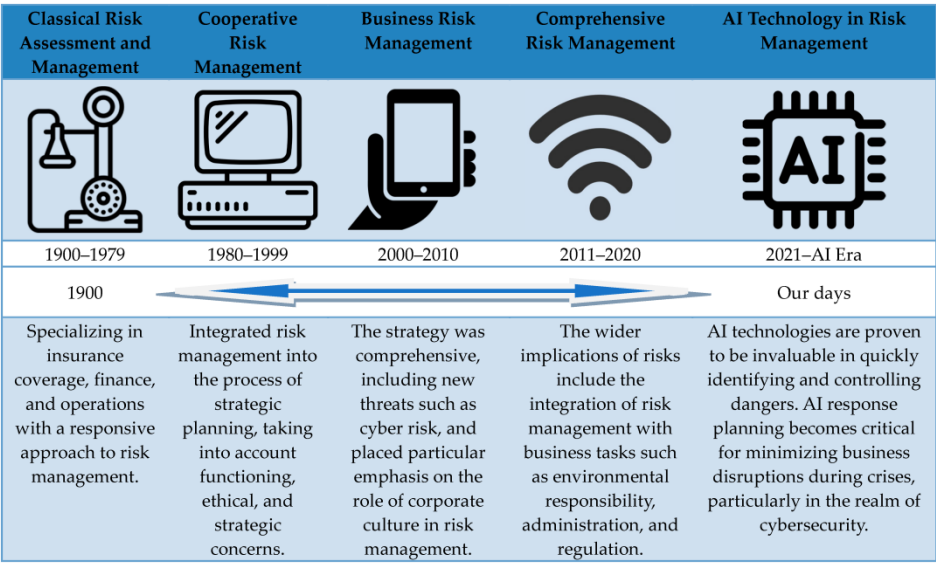 Classical Risk
Assessment and
Management
Cooperative
Risk
Management
Business Risk
Management
Comprehensive
Risk Management
AI Technology in Risk
Management
AI
1900–1979
1980–1999
2000–2010
2011–2020
2021–AI Era
1900
Our days
Specializing in
insurance
coverage, finance,
and operations
with a responsive
approach to risk
management.
Integrated risk
management into
the process of
strategic
planning, taking
into account
functioning,
ethical, and
strategic
concerns.
The strategy was
comprehensive,
including new
threats such as
cyber risk, and
placed particular
emphasis on the
role of corporate
culture in risk
management.
The wider
implications of risks
include the
integration of risk
management with
business tasks such
as environmental
responsibility,
administration, and
regulation.
AI technologies are proven
to be invaluable in quickly
identifying and controlling
dangers. AI response
planning becomes critical
for minimizing business
disruptions during crises,
particularly in the realm of
cybersecurity.